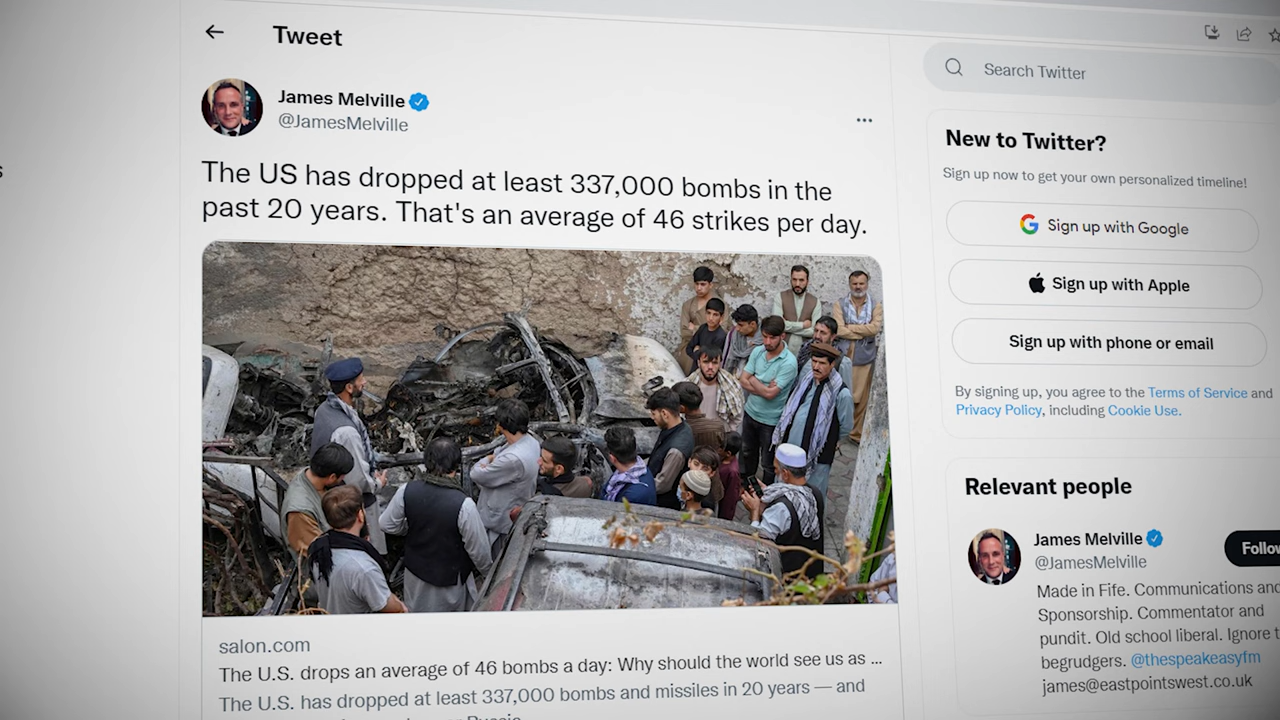 Tweet
James Melville
@JamesMelville
The US has dropped at least 337,000 bombs in the
past 20 years. That's an average of 46 strikes per day.
salon.com
The U.S. drops an average of 46 bombs a day: Why should the world see us as ...
The U.S. has dropped at least 337,000 bombs and missiles in 20 years — and
Search Twitter
New to Twitter?
Sign up now to get your own personalized timeline!
Sign up with Google
Sign up with Apple
Sign up with phone or email
By signing up, you agree to the Terms of Service and
Privacy Policy, including Cookie Use.
Relevant people
James Melville
@JamesMelville
Made in Fife. Communications and
Sponsorship. Commentator and
pundit. Old school liberal. Ignore
begrudgers. @thespeakeasyfm
james@eastpointswest.co.uk